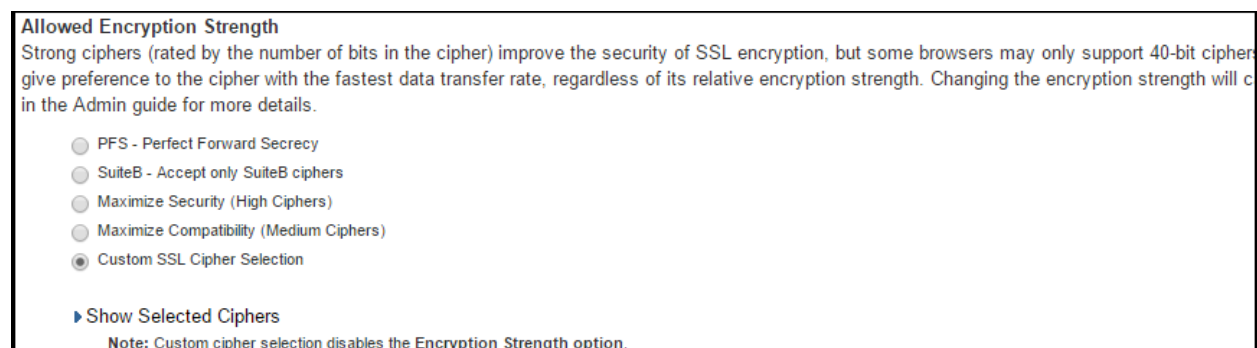 Allowed Encryption Strength
Strong ciphers (rated by the number of bits in the cipher) improve the security of SSL encryption, but some browsers may only support 40-bit ciphers
give preference to the cipher with the fastest data transfer rate, regardless of its relative encryption strength. Changing the encryption strength will
in the Admin guide for more details.
PFS - Perfect Forward Secrecy
SuiteB - Accept only SuiteB ciphers
Maximize Security (High Ciphers)
Maximize Compatibility (Medium Ciphers)
Custom SSL Cipher Selection
Show Selected Ciphers
Note: Custom cipher selection disables the Encryption Strength option.